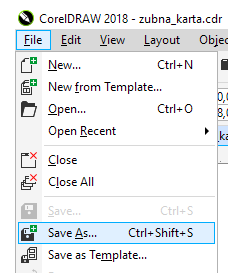 CorelDRAW 2018 - zubna_karta.cdr
File Edit View Layout Objec
New... Ctrl+N
New from Template...
Open... Ctrl+O
Open Recent
Close
Close All
Save... Ctrl+S
Save As... Ctrl+Shift+S
Save as Template...